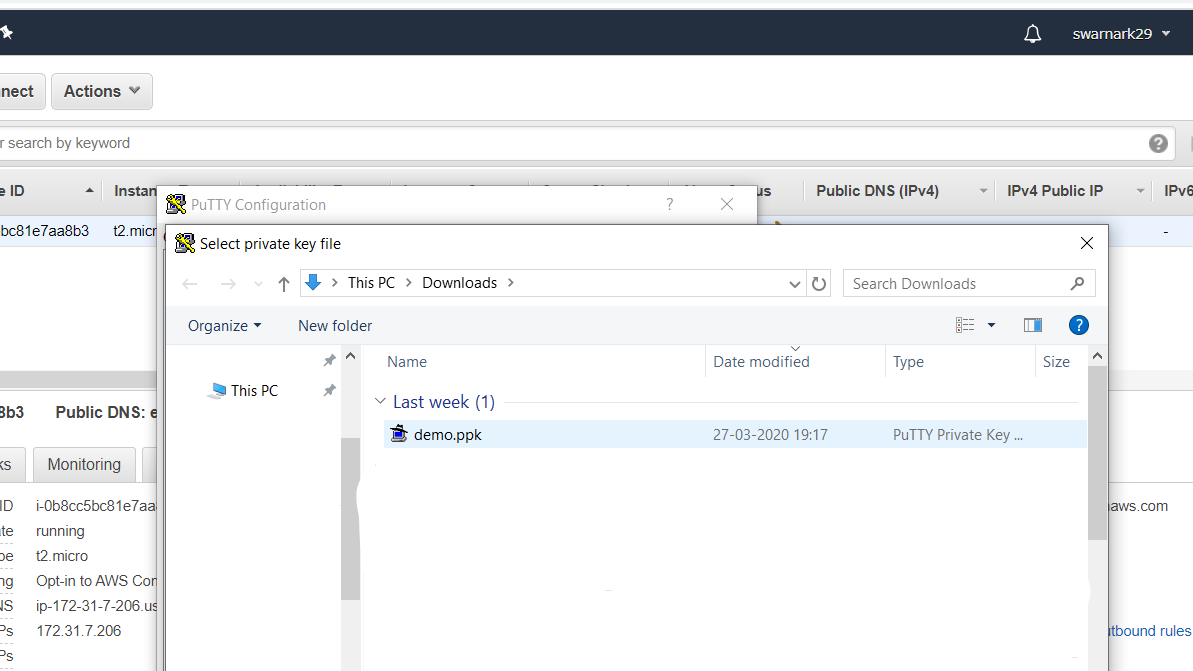 swarnark29
nect Actions
r search by keyword
e ID Instan us Public DNS (IPv4) IPv4 Public IP IPv6
bc81e7aa8b3 t2.micr -
PuTTY Configuration ?
Select private key file
This PC Downloads Search Downloads
Organize New folder
Name Date modified Type Size
This PC
Last week (1)
demo.ppk 27-03-2020 19:17 PuTTY Private Key ...
8b3 Public DNS: e
ks Monitoring
ID i-0b8cc5bc81e7aa8 naws.com
te running
pe t2.micro
ng Opt-in to AWS Con
NS ip-172-31-7-206.us
Ps 172.31.7.206 utbound rules
Ps